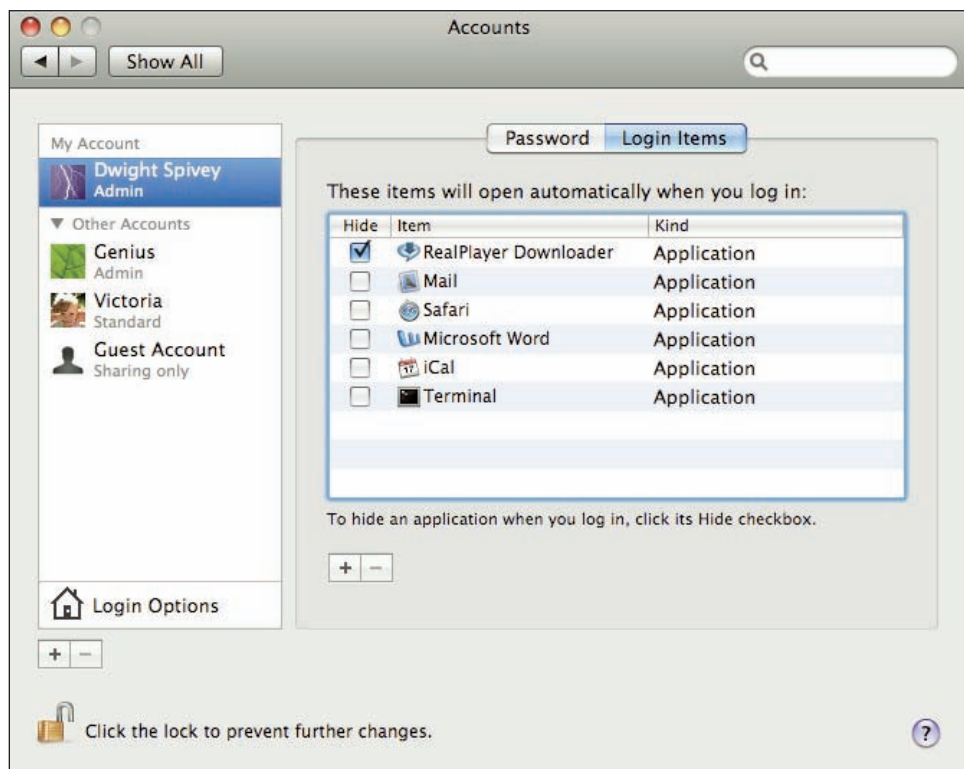 Accounts
Show All
My Account
Dwight Spivey
Admin
Other Accounts
Genius
Admin
Victoria
Standard
Guest Account
Sharing only
Login Options
Password Login Items
These items will open automatically when you log in:
Hide Item Kind
RealPlayer Downloader Application
Mail Application
Safari Application
Microsoft Word Application
17 iCal Application
Terminal Application
To hide an application when you log in, click its Hide checkbox.
+ −
+ −
Click the lock to prevent further changes.
?